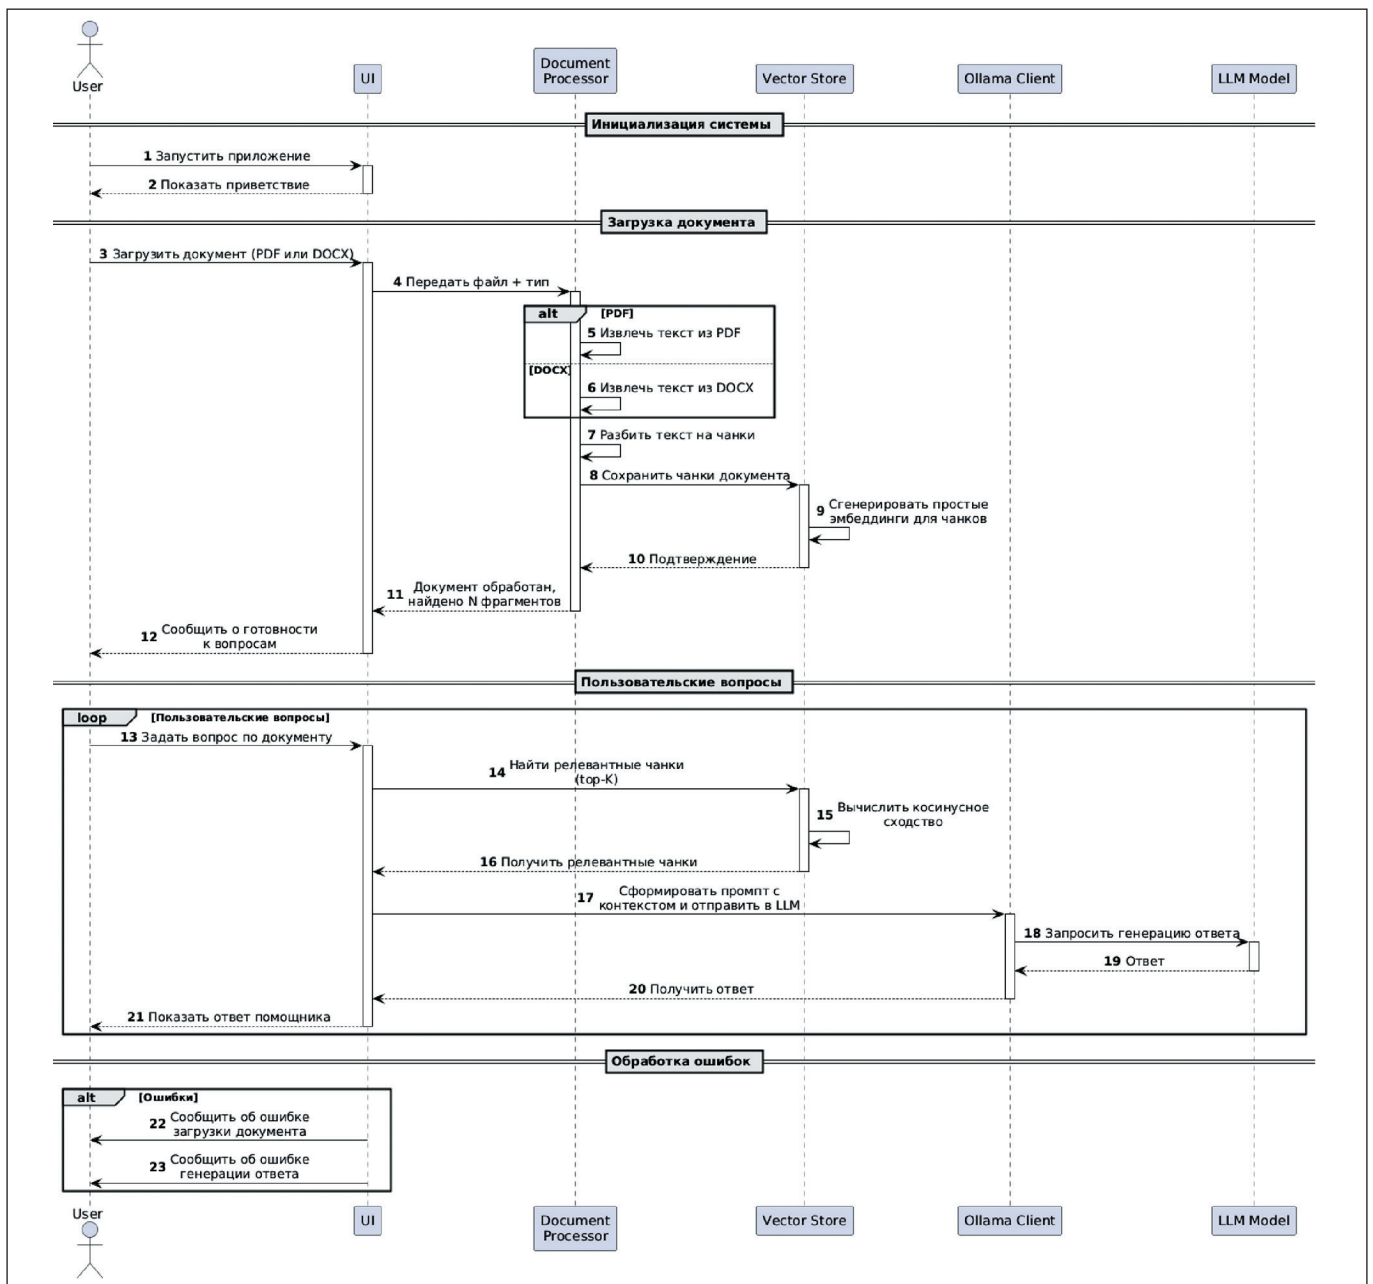 User
UI
Document
Processor
Vector Store
Ollama Client
LLM Model
Инициализация системы
1 Запустить приложение
2 Показать приветствие
Загрузка документа
3 Загрузить документ (PDF или DOCX)
4 Передать файл + тип
alt [PDF]
5 Извлечь текст из PDF
[DOCX]
6 Извлечь текст из DOCX
7 Разбить текст на чанки
8 Сохранить чанки документа
9 Сгенерировать простые
эмбеддинги для чанков
10 Подтверждение
11 Документ обработан,
найдено N фрагментов
12 Сообщить о готовности
к вопросам
Пользовательские вопросы
loop [Пользовательские вопросы]
13 Задать вопрос по документу
14 Найти релевантные чанки
(top-K)
15 Вычислить косинусное
сходство
16 Получить релевантные чанки
17 Сформировать промпт с
контекстом и отправить в LLM
18 Запросить генерацию ответа
19 Ответ
20 Получить ответ
21 Показать ответ помощника
Обработка ошибок
alt [Ошибки]
22 Сообщить об ошибке
загрузки документа
23 Сообщить об ошибке
генерации ответа
User
UI
Document
Processor
Vector Store
Ollama Client
LLM Model